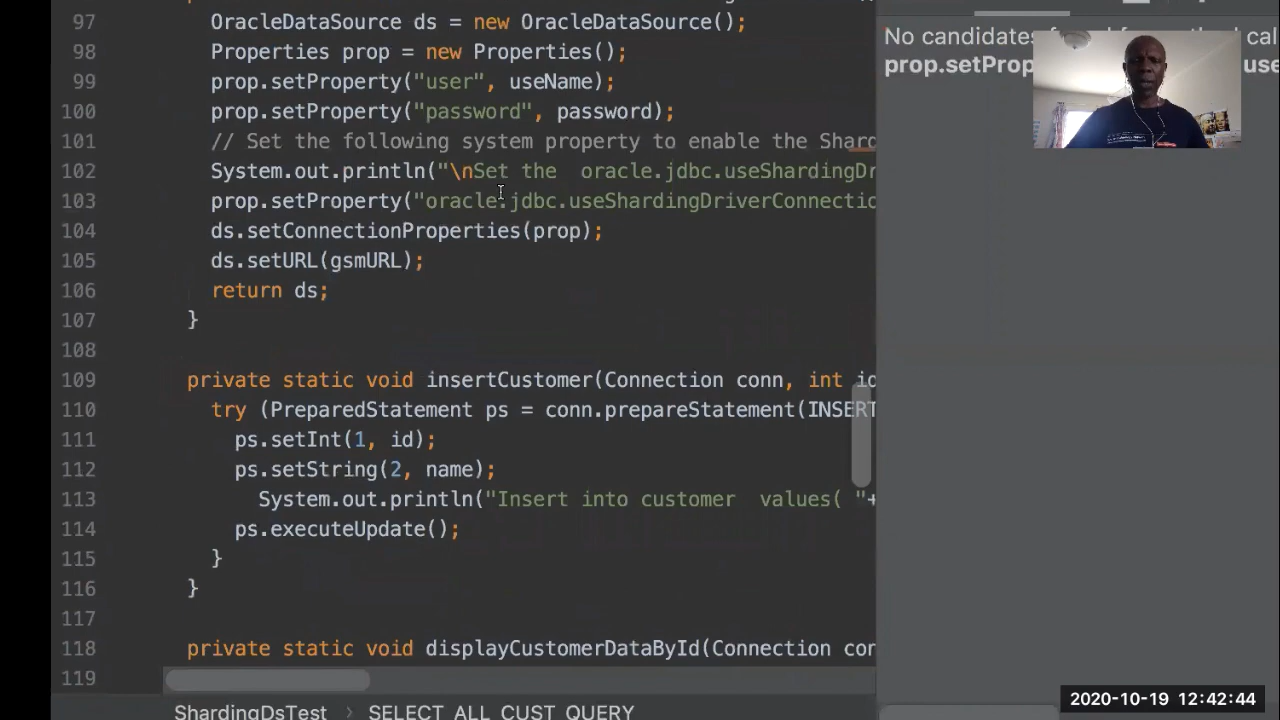 97 OracleDataSource ds = new OracleDataSource();
98 Properties prop = new Properties();
99 prop.setProperty("user", useName);
100 prop.setProperty("password", password);
101 // Set the following system property to enable the Shard
102 System.out.println("\nSet the  oracle.jdbc.useShardingDr
103 prop.setProperty("oracle.jdbc.useShardingDriverConnectio
104 ds.setConnectionProperties(prop);
105 ds.setURL(gsmURL);
106 return ds;
107 }
108
109 private static void insertCustomer(Connection conn, int id
110 try (PreparedStatement ps = conn.prepareStatement(INSERT
111 ps.setInt(1, id);
112 ps.setString(2, name);
113 System.out.println("Insert into customer  values( "+
114 ps.executeUpdate();
115 }
116 }
117
118 private static void displayCustomerDataById(Connection con
119
ShardingDsTest > SELECT_ALL_CUST_QUERY
No candidates
prop.setProp use
2020-10-19 12:42:44